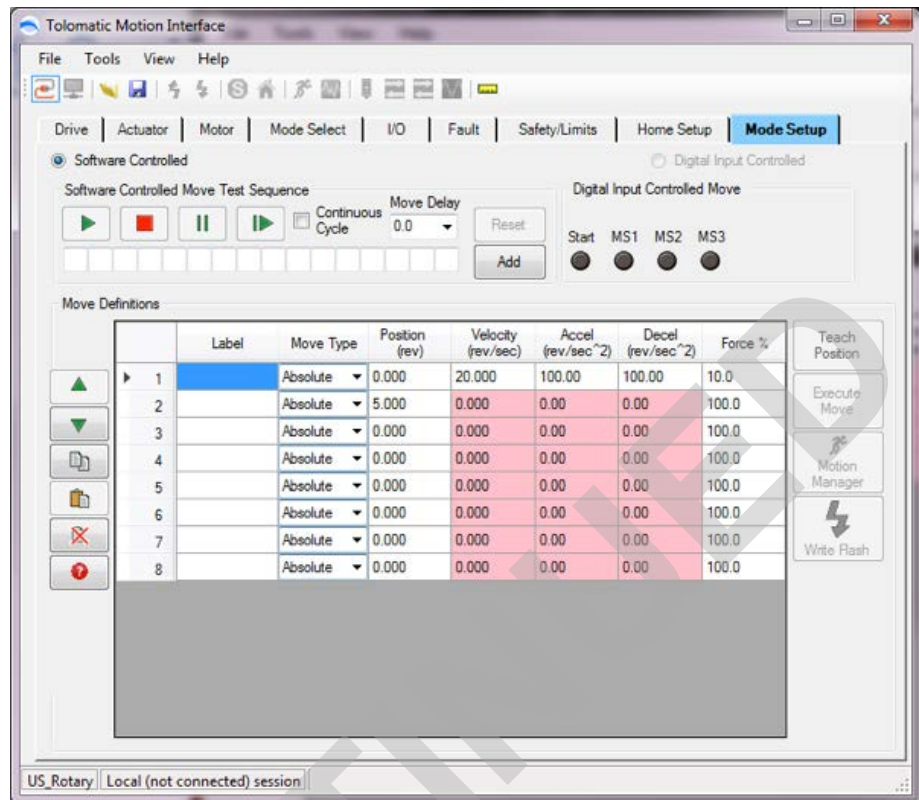 Tolomatic Motion Interface
File Tools View Help
Drive Actuator Motor Mode Select I/O Fault Safety/Limits Home Setup Mode Setup
Software Controlled Digital Input Controlled
Software Controlled Move Test Sequence Digital Input Controlled Move
Continuous Cycle Move Delay 0.0 Reset
Add
Start MS1 MS2 MS3
Move Definitions
Label Move Type Position (rev) Velocity (rev/sec) Accel (rev/sec^2) Decel (rev/sec^2) Force %
1 Absolute 0.000 20.000 100.00 100.00 10.0
2 Absolute 5.000 0.000 0.00 0.00 100.0
3 Absolute 0.000 0.000 0.00 0.00 100.0
4 Absolute 0.000 0.000 0.00 0.00 100.0
5 Absolute 0.000 0.000 0.00 0.00 100.0
6 Absolute 0.000 0.000 0.00 0.00 100.0
7 Absolute 0.000 0.000 0.00 0.00 100.0
8 Absolute 0.000 0.000 0.00 0.00 100.0
Teach Position
Execute Move
Motion Manager
Write Flash
US_Rotary Local (not connected) session